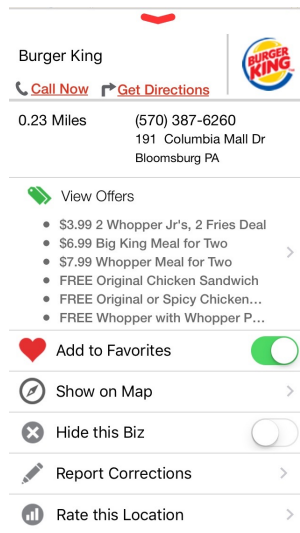 Burger King
BURGER
KING
Call Now
Get Directions
0.23 Miles
(570) 387-6260
191 Columbia Mall Dr
Bloomsburg PA
View Offers
$3.99 2 Whopper Jr's, 2 Fries Deal
$6.99 Big King Meal for Two
$7.99 Whopper Meal for Two
FREE Original Chicken Sandwich
FREE Original or Spicy Chicken...
FREE Whopper with Whopper P...
Add to Favorites
Show on Map
Hide this Biz
Report Corrections
Rate this Location